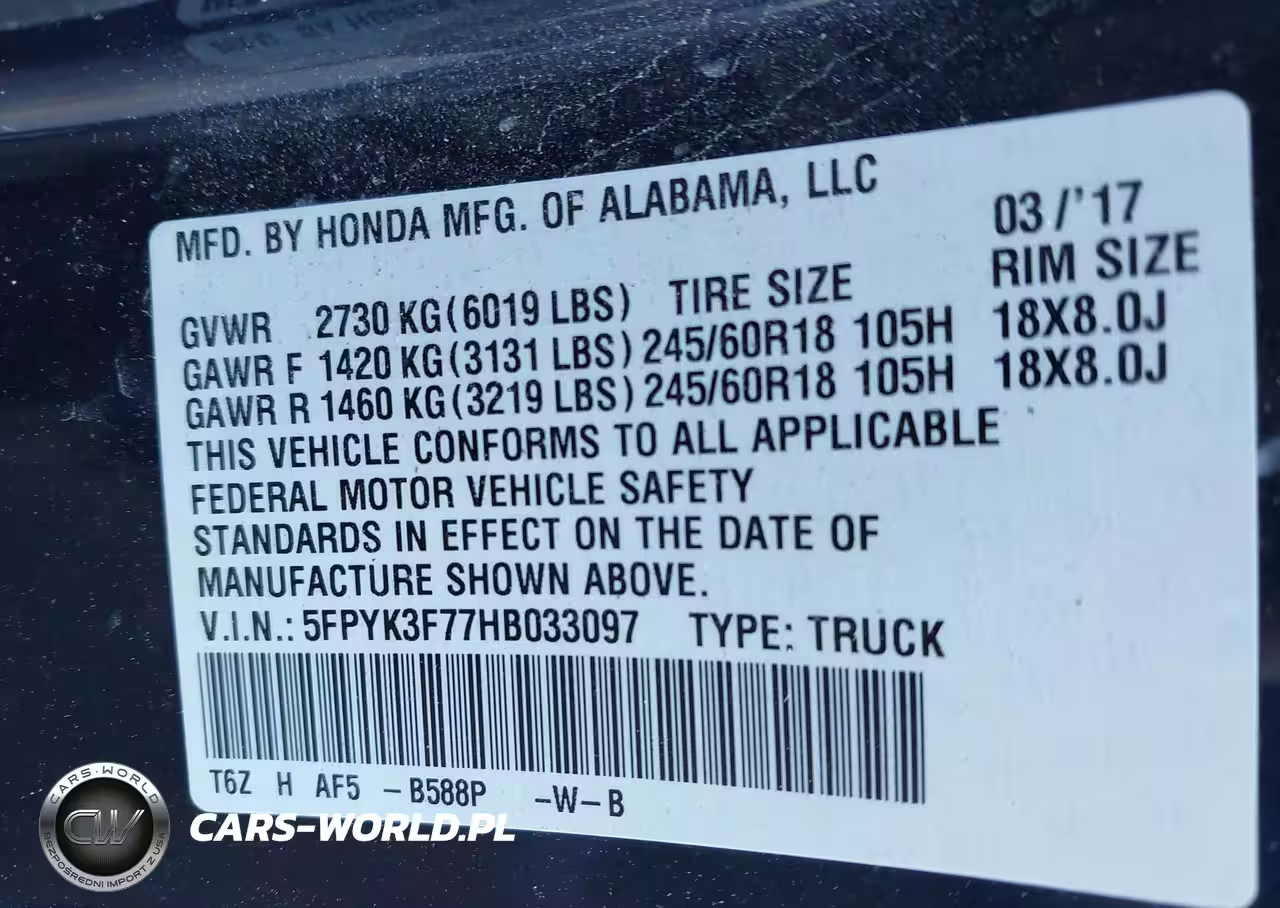 MFD. BY HONDA MFG. OF ALABAMA, LLC 03/'17
GVWR 2730 KG(6019 LBS) TIRE SIZE RIM SIZE
GAWR F 1420 KG(3131 LBS) 245/60R18 105H 18X8.0J
GAWR R 1460 KG(3219 LBS) 245/60R18 105H 18X8.0J
THIS VEHICLE CONFORMS TO ALL APPLICABLE
FEDERAL MOTOR VEHICLE SAFETY
STANDARDS IN EFFECT ON THE DATE OF
MANUFACTURE SHOWN ABOVE.
V.I.N.: 5FPYK3F77HB033097 TYPE: TRUCK
T6Z H AF5 -B588P -W-B
CARS-WORLD
CW
BEZPOŚREDNI IMPORT Z USA
CARS-WORLD.PL